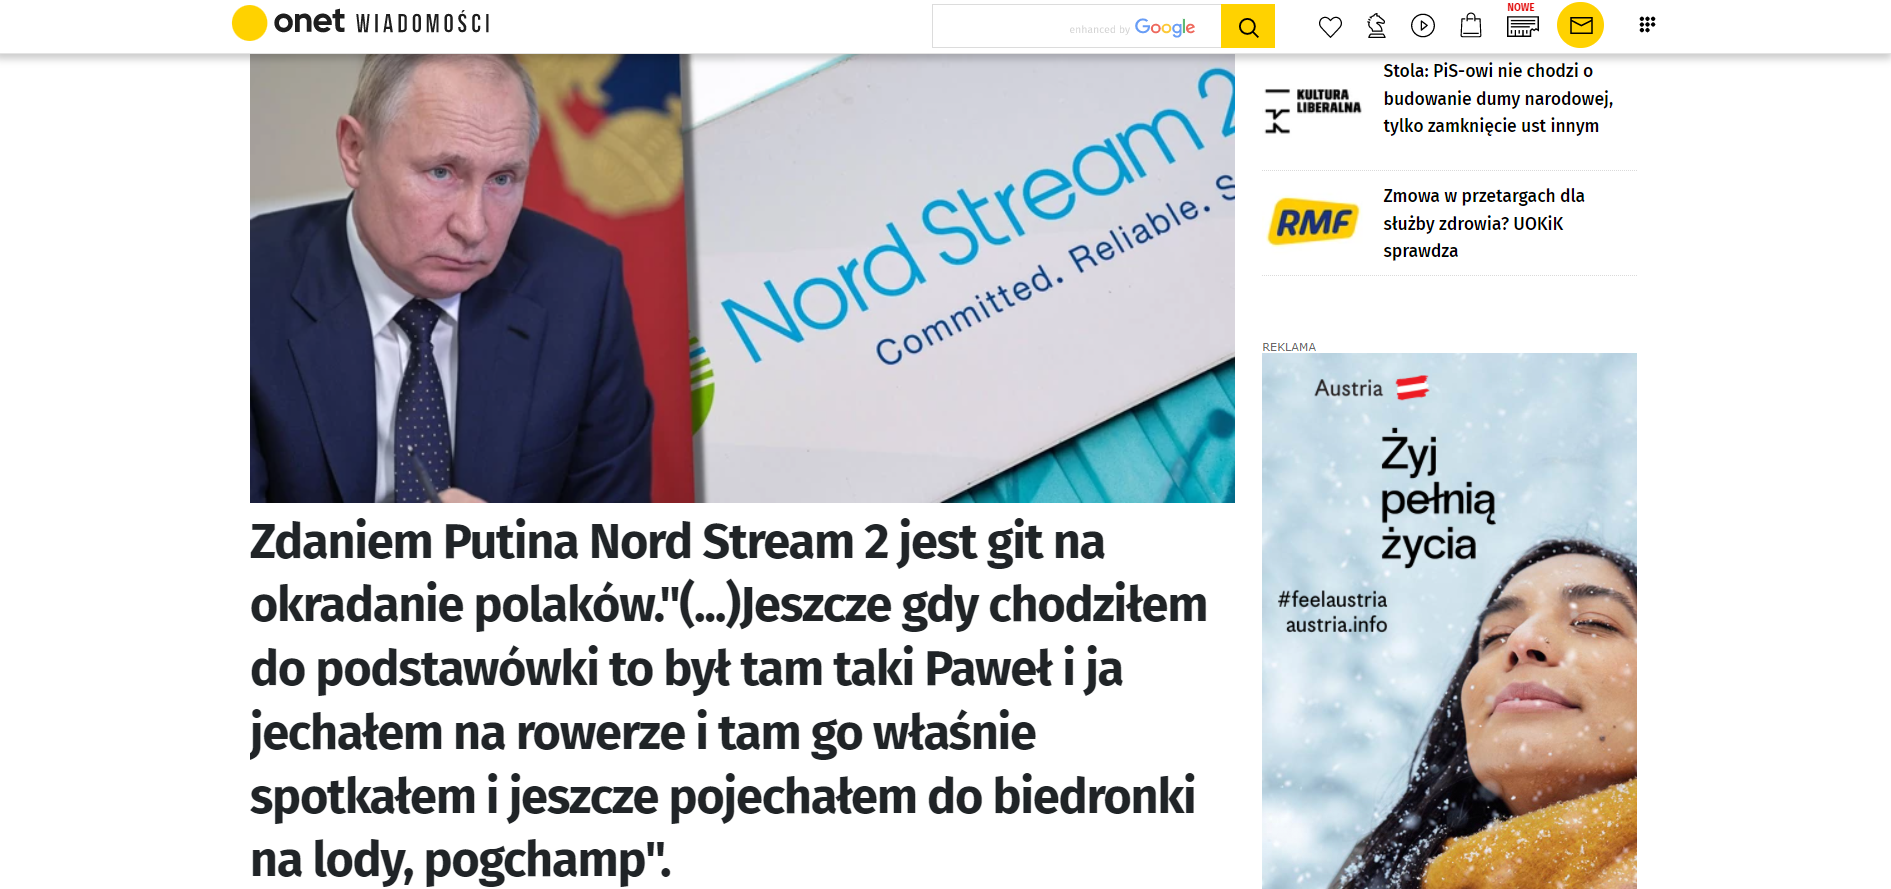 onet WIADOMOŚCI
enhanced by Google
NOWE
Nord Stream 2
Committed. Reliable. S
Zdaniem Putina Nord Stream 2 jest git na
okradanie polaków."(...)Jeszcze gdy chodziłem
do podstawówki to był tam taki Paweł i ja
jechałem na rowerze i tam go właśnie
spotkałem i jeszcze pojechałem do biedronki
na lody, pogchamp".
KULTURA
LIBERALNA
Stola: PiS-owi nie chodzi o
budowanie dumy narodowej,
tylko zamknięcie ust innym
RMF
Zmowa w przetargach dla
służby zdrowia? UOKiK
sprawdza
REKLAMA
Austria
Żyj
pełnią
życia
#feelaustria
austria.info